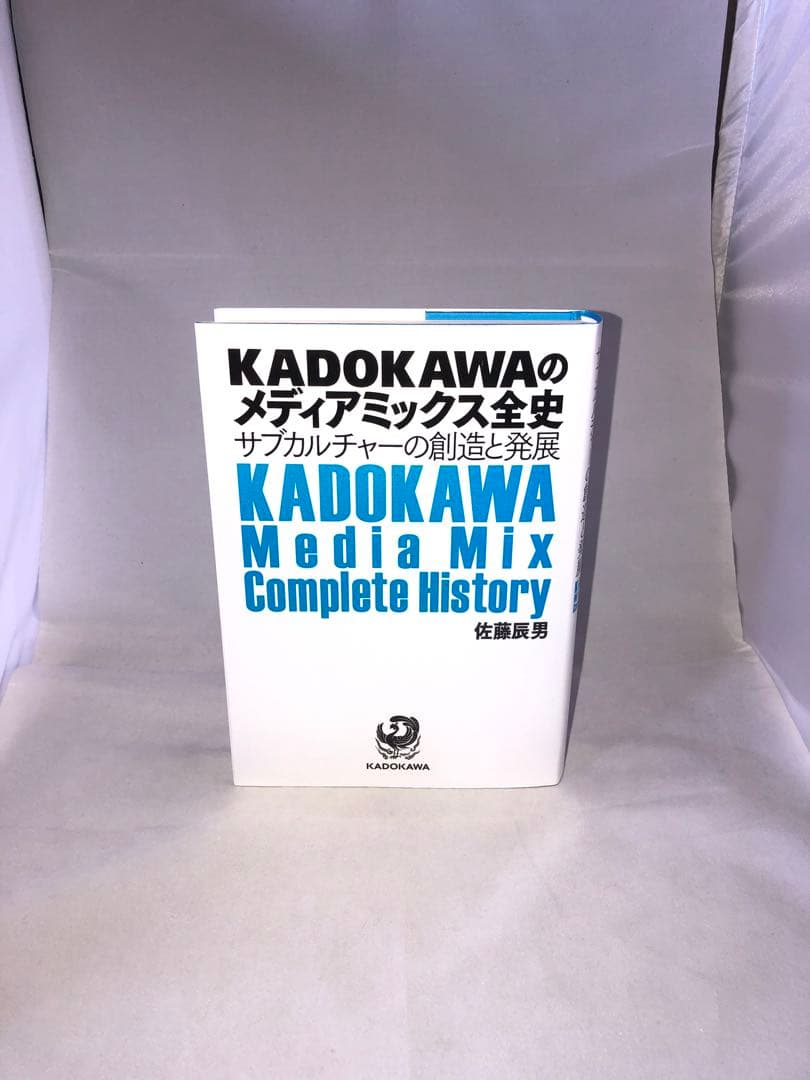 KADOKAWAの
メディアミックス全史
サブカルチャーの創造と発展
KADOKAWA
Media Mix
Complete History
佐藤辰男
KADOKAWA